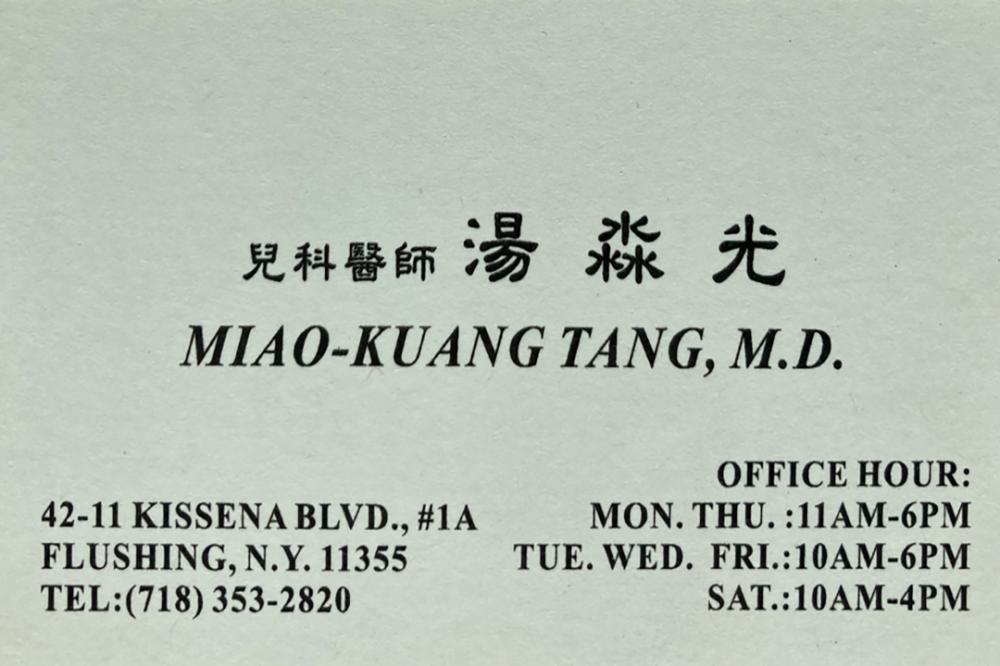 兒科醫師 湯淼光
MIAO-KUANG TANG, M.D.
42-11 KISSENA BLVD., #1A
FLUSHING, N.Y. 11355
TEL:(718) 353-2820
OFFICE HOUR:
MON. THU. :11AM-6PM
TUE. WED. FRI.:10AM-6PM
SAT.:10AM-4PM